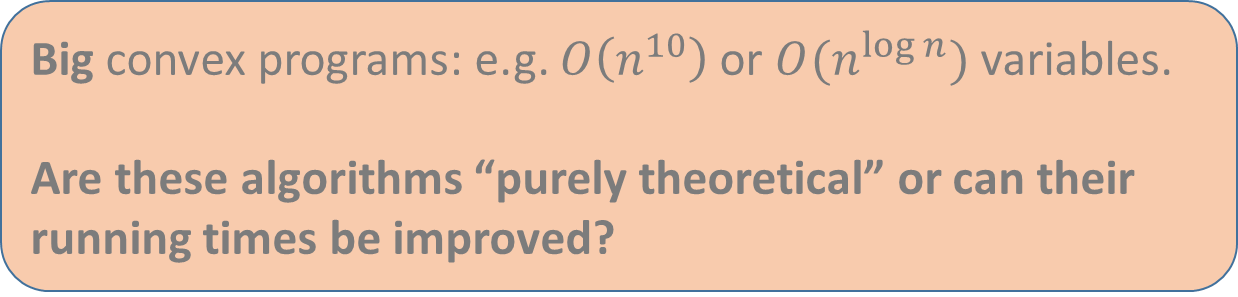 Big convex programs: e.g. O(n^10) or O(n^log n) variables.
Are these algorithms “purely theoretical” or can their
running times be improved?